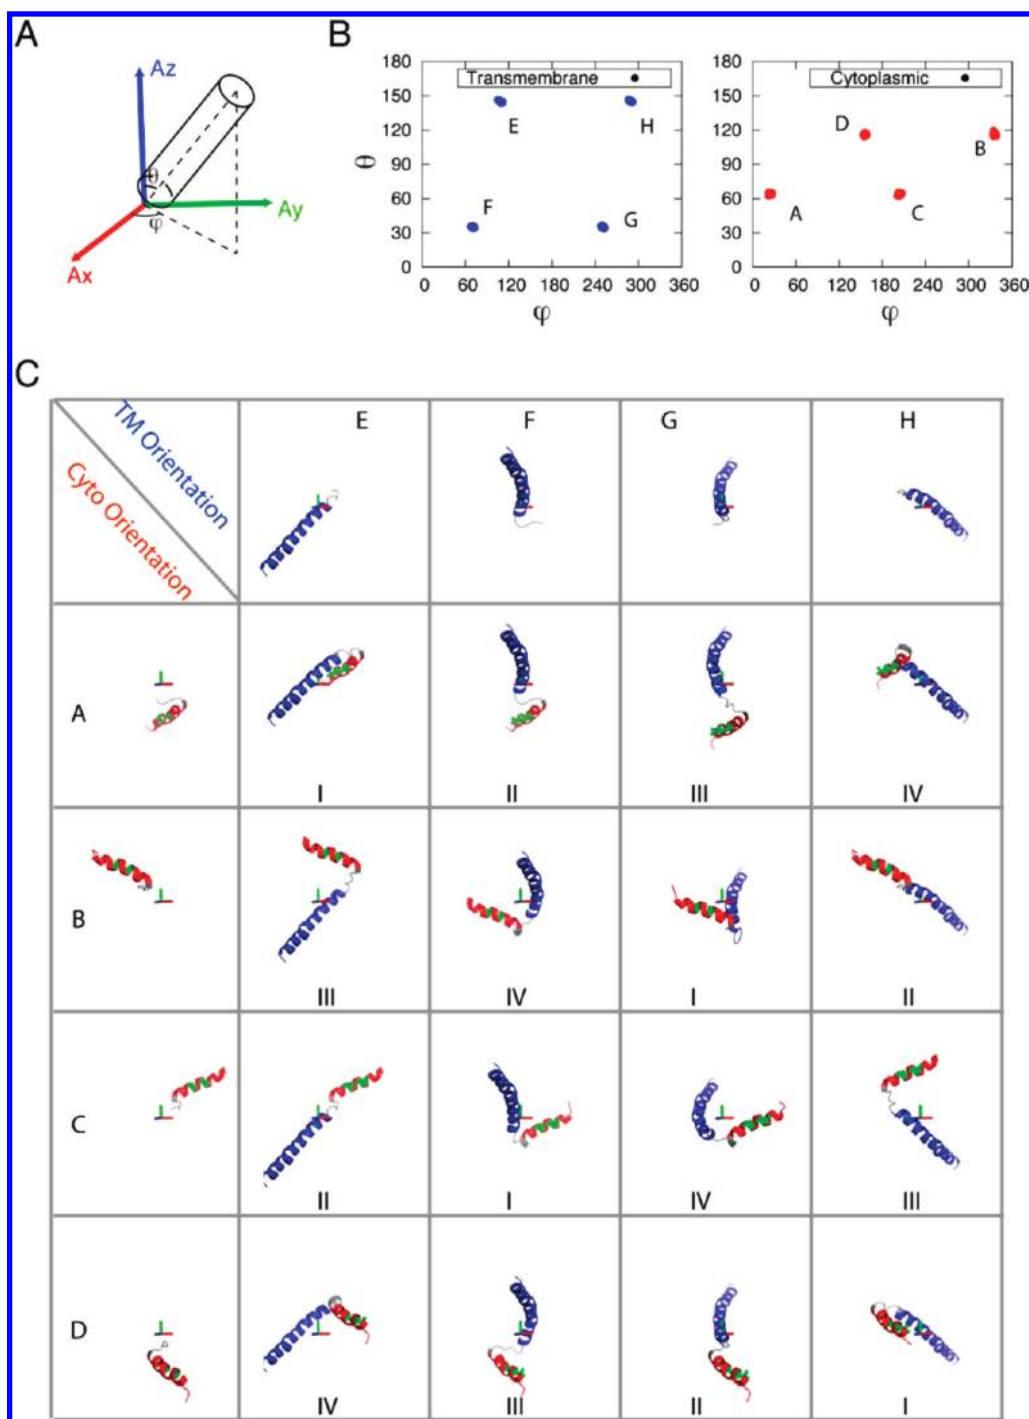 A
Az
θ
φ
Ay
Ax
B
180
150
120
90
60
30
0
θ
Transmembrane
E
H
F
G
0 60 120 180 240 300 360
φ
180
150
120
90
60
30
0
Cytoplasmic
D
B
A
C
0 60 120 180 240 300 360
φ
C
TM Orientation
Cyto Orientation
E F G H
A
I II III IV
B
III IV I II
C
II I IV III
D
IV III II I